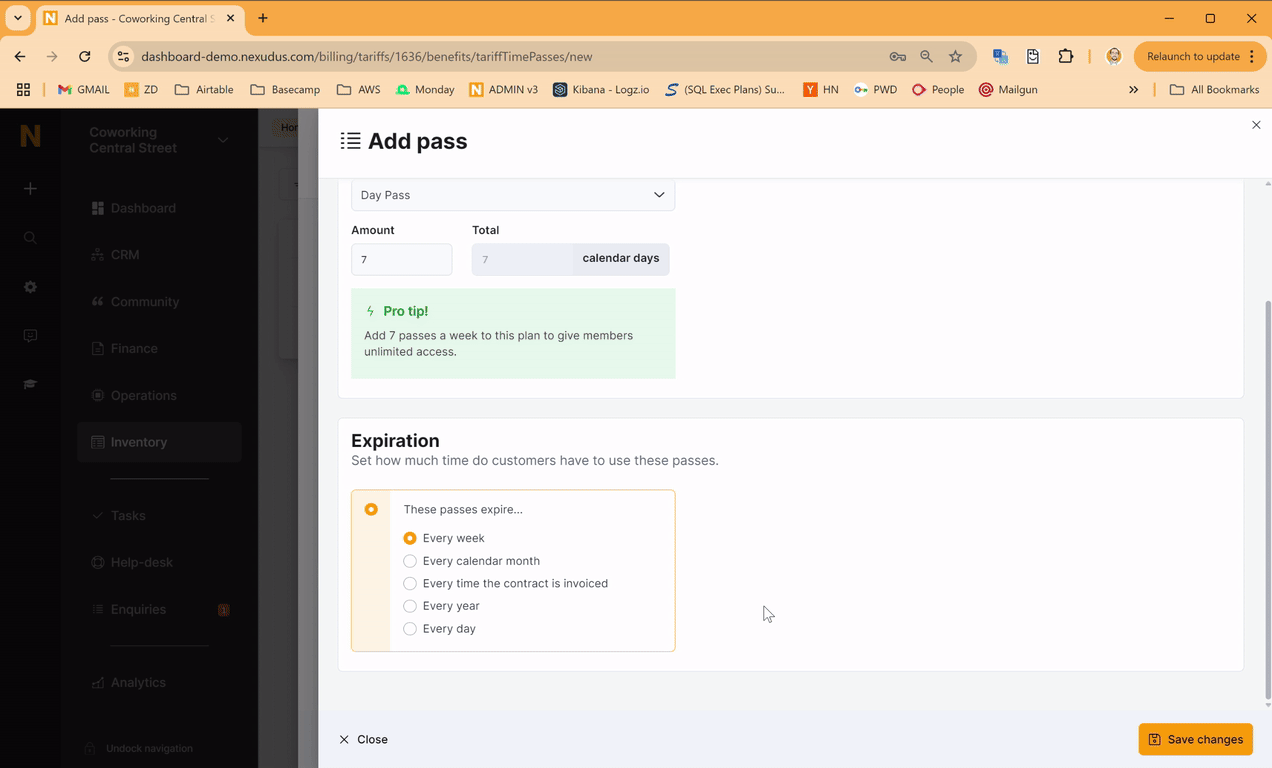 N Add pass - Coworking Central S
dashboard-demo.nexudus.com/billing/tariffs/1636/benefits/tariffTimePasses/new
Relaunch to update
GMAIL
N ZD
Airtable
Basecamp
AWS
Monday
N ADMIN v3
Kibana - Logz.io
(SQL Exec Plans) Su...
Y HN
PWD
People
Mailgun
All Bookmarks
N
Coworking
Central Street
Dashboard
CRM
Community
Finance
Operations
Inventory
Tasks
Help-desk
Enquiries
Analytics
Undock navigation
Hor
Add pass
Day Pass
Amount
Total
7
7
calendar days
Pro tip!
Add 7 passes a week to this plan to give members
unlimited access.
Expiration
Set how much time do customers have to use these passes.
These passes expire...
Every week
Every calendar month
Every time the contract is invoiced
Every year
Every day
Close
Save changes